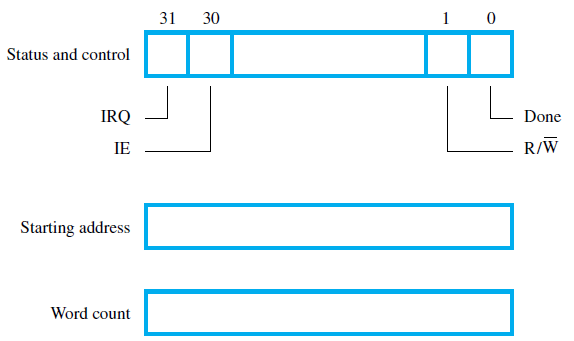 31 30 1 0
Status and control
IRQ Done
IE R/W̅
Starting address
Word count